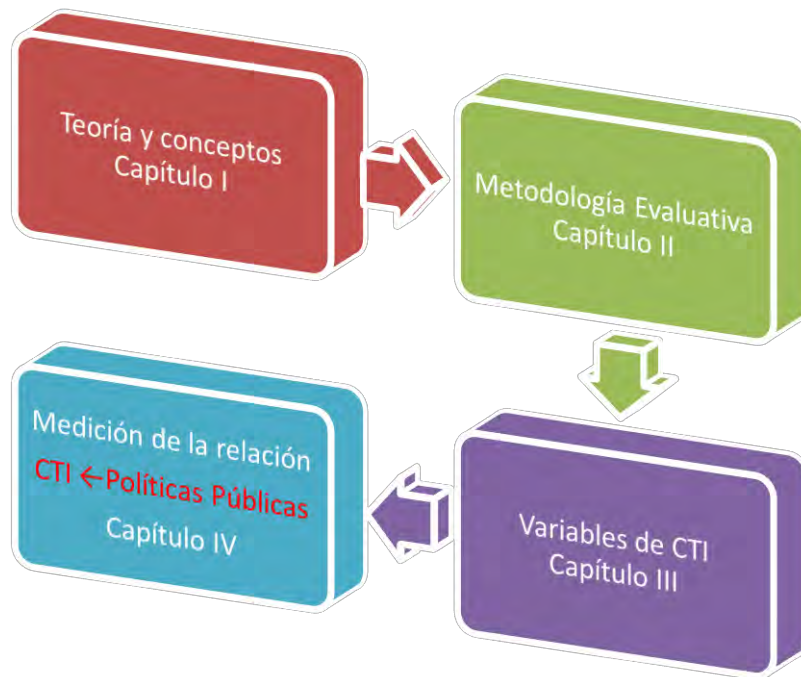 Teoría y conceptos
Capítulo I
Metodología Evaluativa
Capítulo II
Variables de CTI
Capítulo III
Medición de la relación
CTI ←Políticas Públicas
Capítulo IV